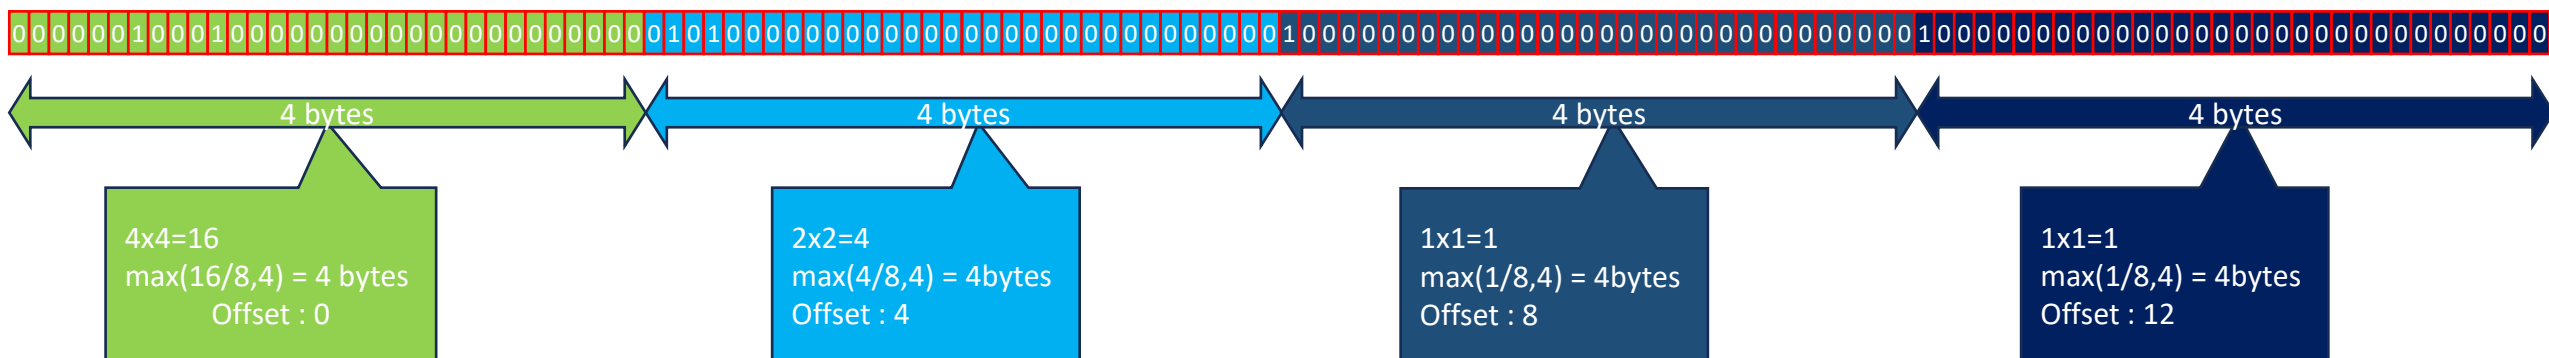 00000010001000000000000000000000010100000000000000000000000000001000000000000000000000000000000010000000000000000000000000000000
4 bytes
4 bytes
4 bytes
4 bytes
4x4=16
max(16/8,4) = 4 bytes
Offset : 0
2x2=4
max(4/8,4) = 4bytes
Offset : 4
1x1=1
max(1/8,4) = 4bytes
Offset : 8
1x1=1
max(1/8,4) = 4bytes
Offset : 12